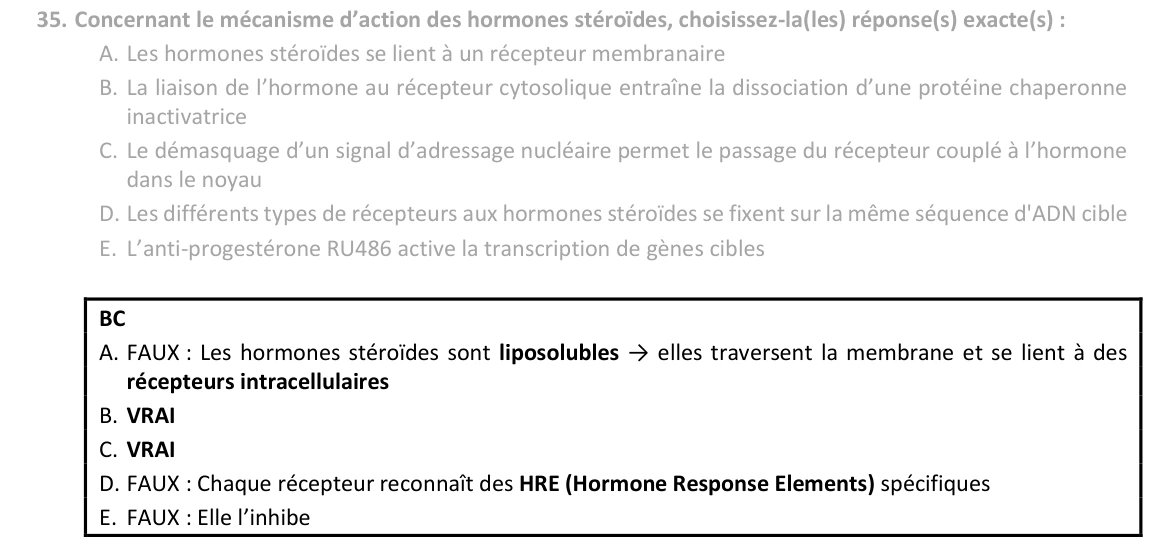 35. Concernant le mécanisme d’action des hormones stéroïdes, choisissez-la(les) réponse(s) exacte(s) :
A. Les hormones stéroïdes se lient à un récepteur membranaire
B. La liaison de l’hormone au récepteur cytosolique entraîne la dissociation d’une protéine chaperonne
inactivatrice
C. Le démasquage d’un signal d’adressage nucléaire permet le passage du récepteur couplé à l’hormone
dans le noyau
D. Les différents types de récepteurs aux hormones stéroïdes se fixent sur la même séquence d'ADN cible
E. L’anti-progestérone RU486 active la transcription de gènes cibles
BC
A. FAUX : Les hormones stéroïdes sont liposolubles → elles traversent la membrane et se lient à des
récepteurs intracellulaires
B. VRAI
C. VRAI
D. FAUX : Chaque récepteur reconnaît des HRE (Hormone Response Elements) spécifiques
E. FAUX : Elle l’inhibe